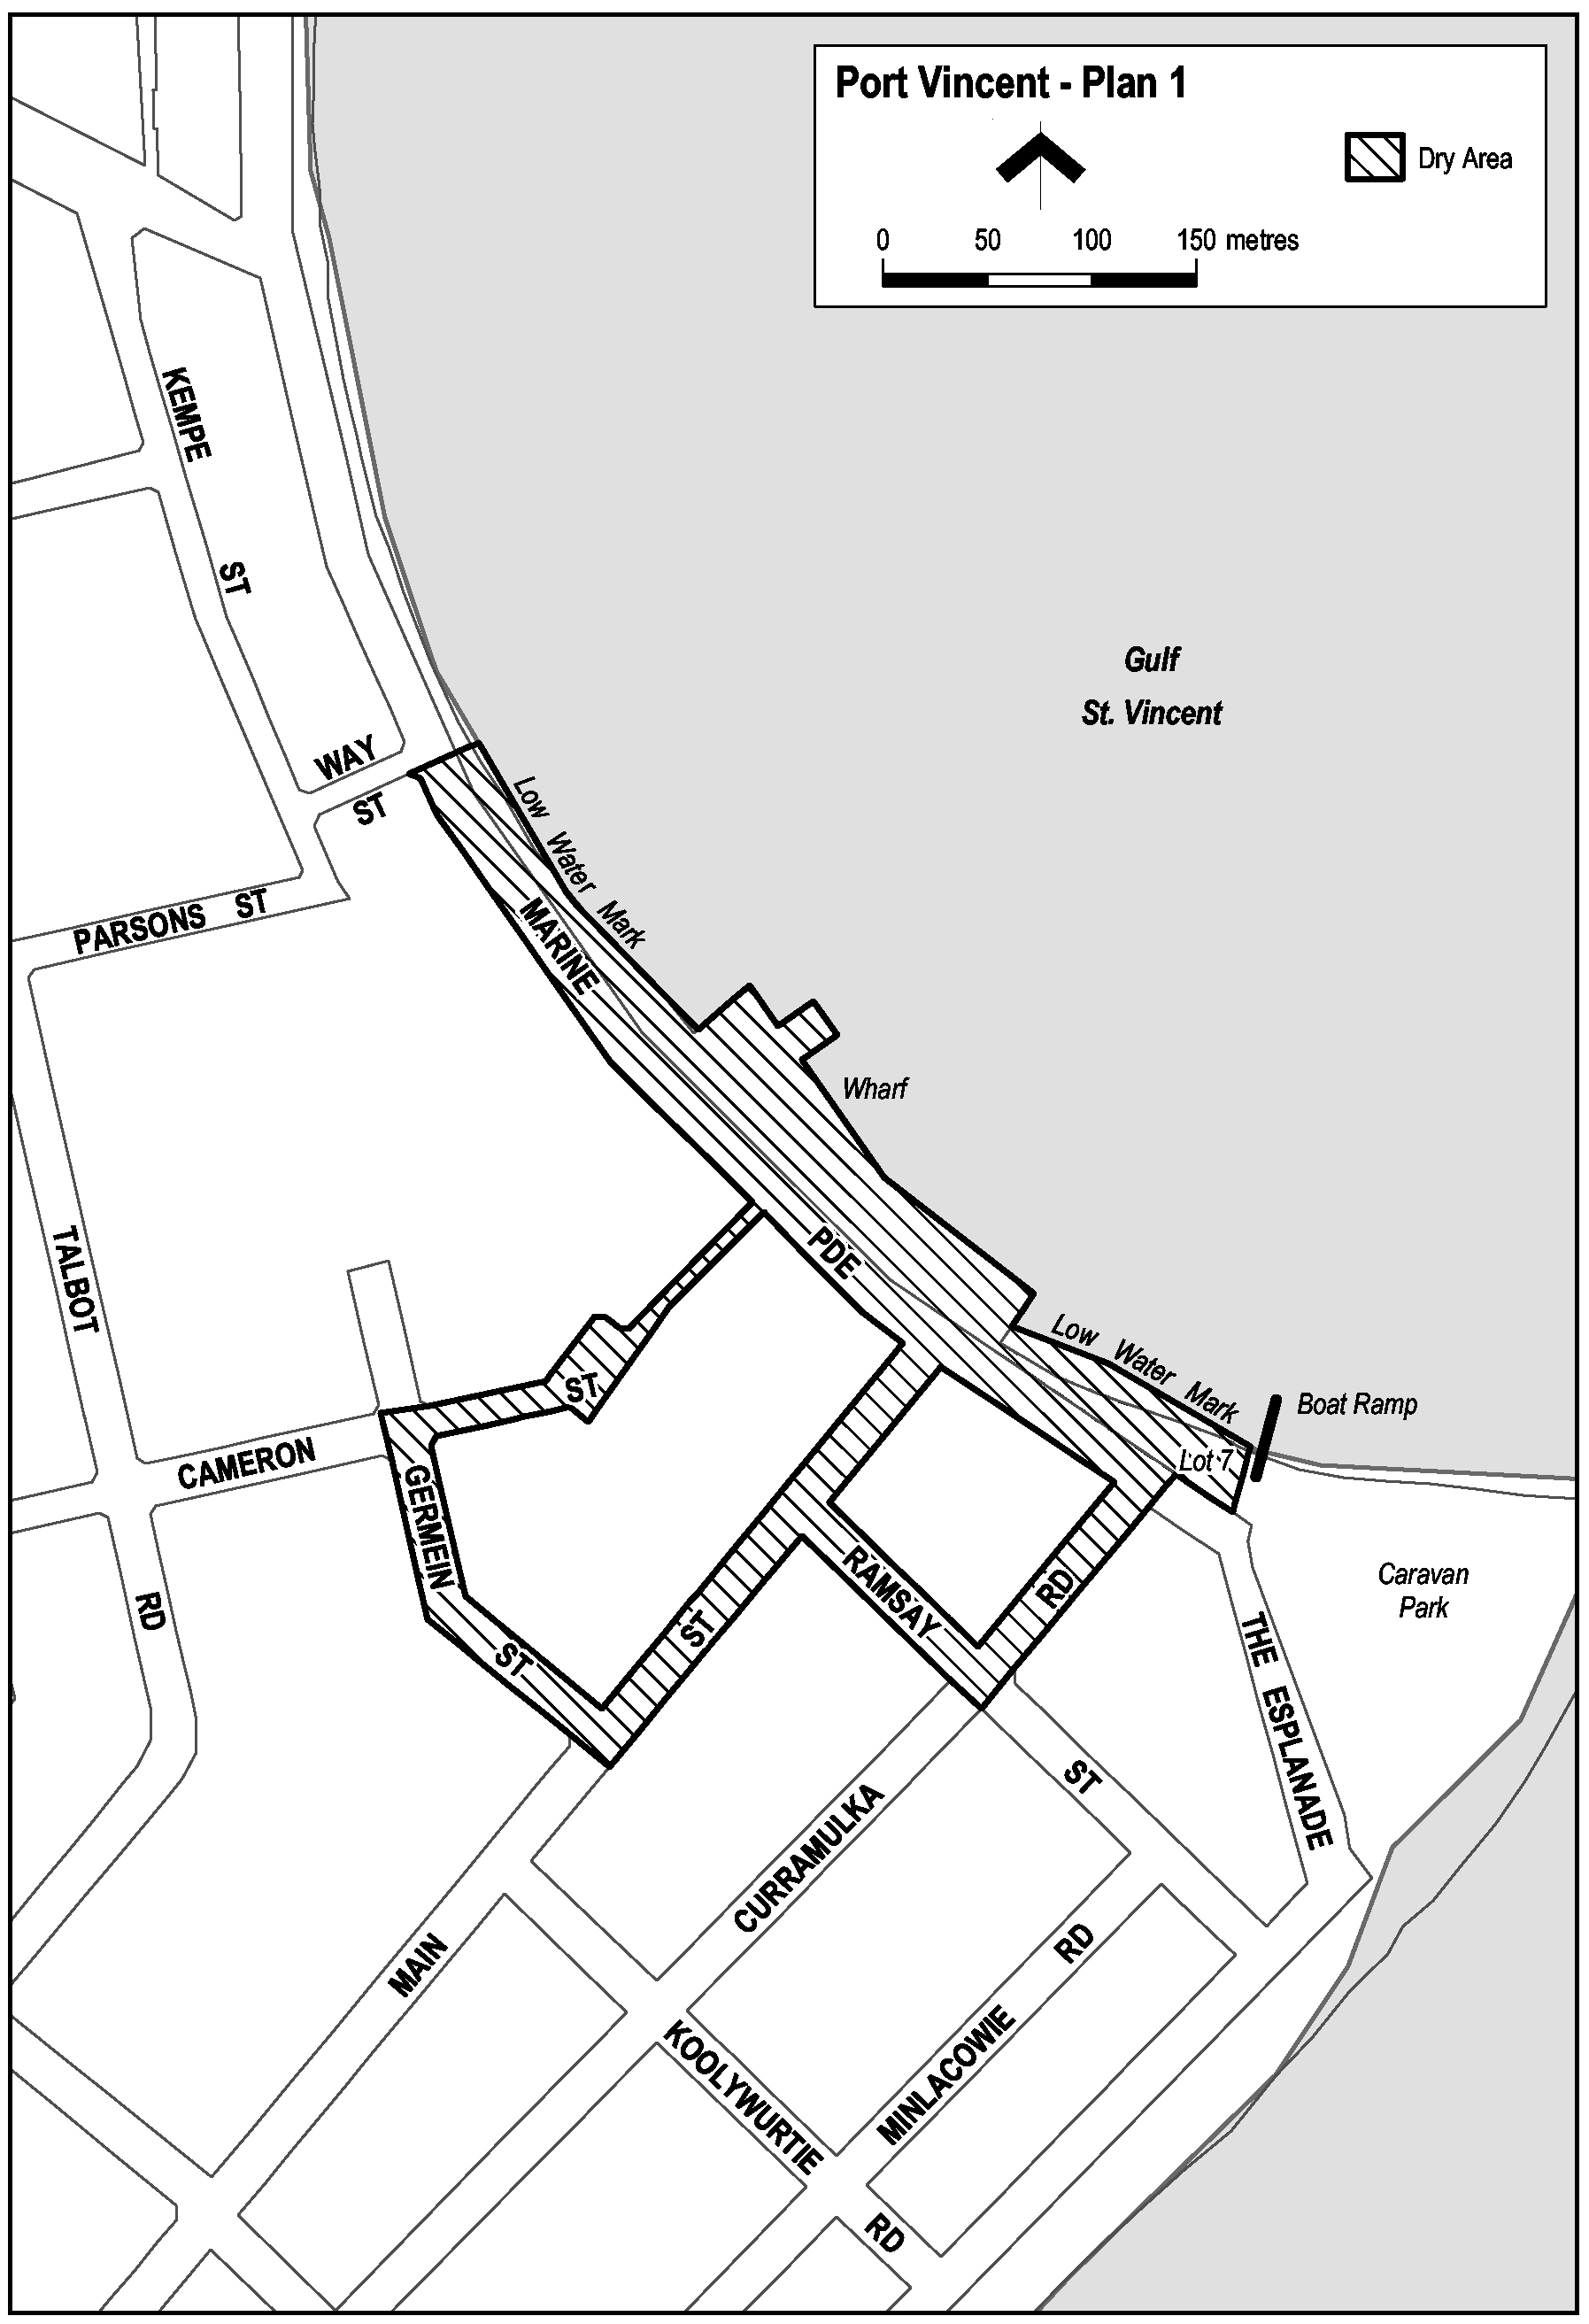 Port Vincent - Plan 1
Dry Area
0 50 100 150 metres
KEMPE
ST
Gulf
St. Vincent
WAY
ST
Low Water Mark
PARSONS ST
MARINE
Wharf
TALBOT
PDE
Low Water Mark
ST
Boat Ramp
CAMERON
Lot 7
GERMEIN
RD
RAMSAY
RD
Caravan
Park
ST
ST
THE ESPLANADE
ST
CURRAMULKA
MAIN
RD
KOOLYWURTIE
MINLACOWIE
RD